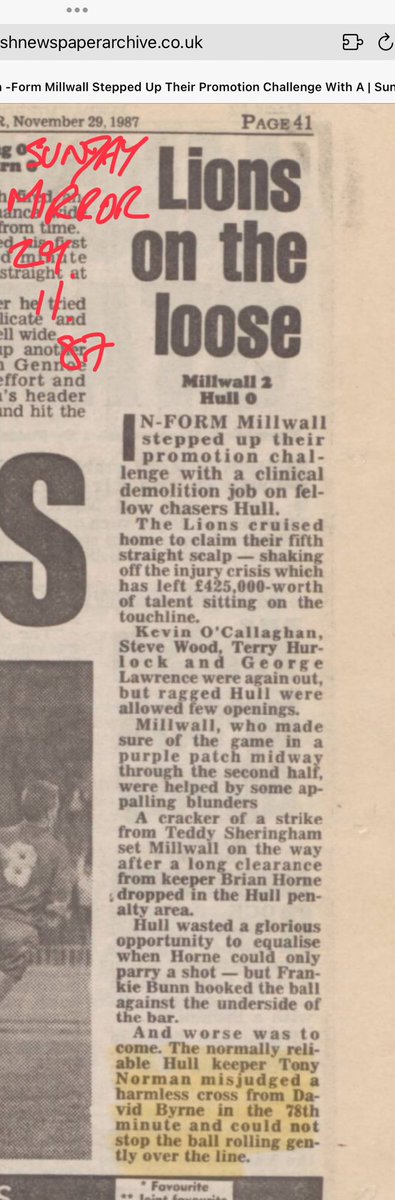 shnewspaperarchive.co.uk
-Form Millwall Stepped Up Their Promotion Challenge With A | Sun
R, November 29, 1987 PAGE 41
SUNDAY
MIRROR
29.
11.
87
from time.
straight at
er he tried
licate and
ell wide.
effort and
's header
und hit the
S
Lions
on the
loose
Millwall 2
Hull 0
IN-FORM Millwall
stepped up their
promotion chal-
lenge with a clinical
demolition job on fel-
low chasers Hull.
The Lions cruised
home to claim their fifth
straight scalp — shaking
off the injury crisis which
has left £425,000-worth
of talent sitting on the
touchline.
Kevin O'Callaghan,
Steve Wood, Terry Hur-
lock and George
Lawrence were again out,
but ragged Hull were
allowed few openings.
Millwall, who made
sure of the game in a
purple patch midway
through the second half,
were helped by some ap-
palling blunders
A cracker of a strike
from Teddy Sheringham
set Millwall on the way
after a long clearance
from keeper Brian Horne
dropped in the Hull pen-
alty area.
Hull wasted a glorious
opportunity to equalise
when Horne could only
parry a shot — but Fran-
kie Bunn hooked the ball
against the underside of
the bar.
And worse was to
come. The normally reli-
able Hull keeper Tony
Norman misjudged a
harmless cross from Da-
vid Byrne in the 78th
minute and could not
stop the ball rolling gen-
tly over the line.
8
* Favourite